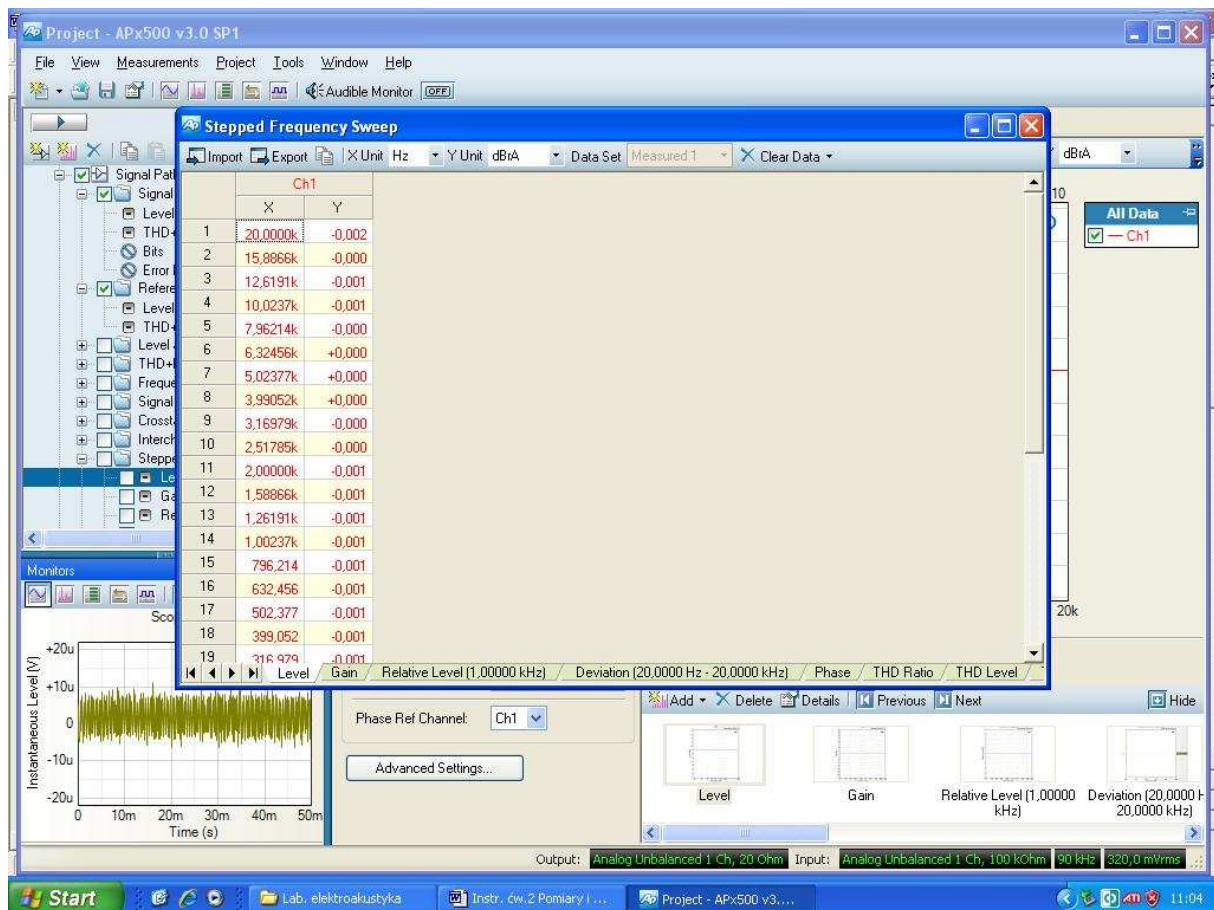 Project - APx500 v3.0 SP1
File View Measurements Project Tools Window Help
Audible Monitor OFF
Stepped Frequency Sweep
Import Export X Unit Hz Y Unit dBrA Data Set Measured 1 Clear Data
dBrA
Signal Pat
Signal
Level
THD+
Bits
Error
Refere
Level
THD+
Level
THD+
Freque
Signal
Crosst
Interch
Steppe
Le
Ga
Re
Ch1
X Y
1 20,0000k -0,002
2 15,8866k -0,000
3 12,6191k -0,001
4 10,0237k -0,001
5 7,96214k -0,000
6 6,32456k +0,000
7 5,02377k +0,000
8 3,99052k +0,000
9 3,16979k -0,000
10 2,51785k -0,000
11 2,00000k -0,001
12 1,58866k -0,001
13 1,26191k -0,001
14 1,00237k -0,001
15 796,214 -0,001
16 632,456 -0,001
17 502,377 -0,001
18 399,052 -0,001
19 316,979 -0,001
Level Gain Relative Level (1,00000 kHz) Deviation (20,0000 Hz - 20,0000 kHz) Phase THD Ratio THD Level
10
All Data
Ch1
20k
Monitors
Sco
Instantaneous Level (V)
+20u
+10u
0
-10u
-20u
0 10m 20m 30m 40m 50m
Time (s)
Phase Ref Channel: Ch1
Advanced Settings...
Add Delete Details Previous Next Hide
Level
Gain
Relative Level (1,00000 kHz)
Deviation (20,0000 H
20,0000 kHz)
Output: Analog Unbalanced 1 Ch, 20 Ohm Input: Analog Unbalanced 1 Ch, 100 kOhm 90 kHz 320,0 mVrms
Start Lab. elektroakustyka Instr. ćw.2 Pomiary i ... Project - APx500 v3.... 11:04